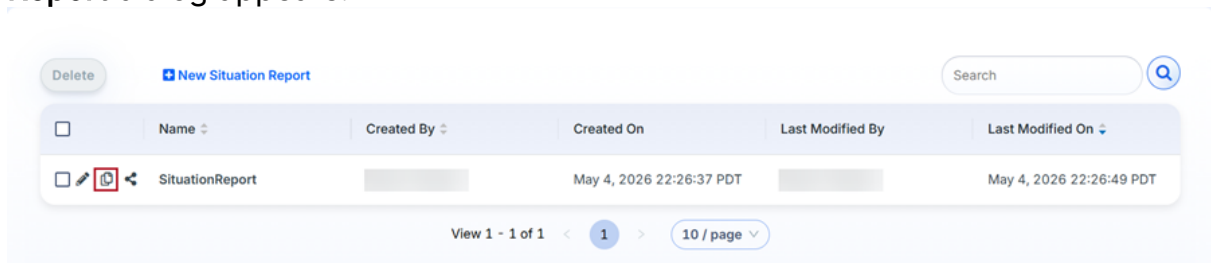 Delete
New Situation Report
Search
Name
Created By
Created On
Last Modified By
Last Modified On
SituationReport
May 4, 2026 22:26:37 PDT
May 4, 2026 22:26:49 PDT
View 1 - 1 of 1
<
1
>
10 / page